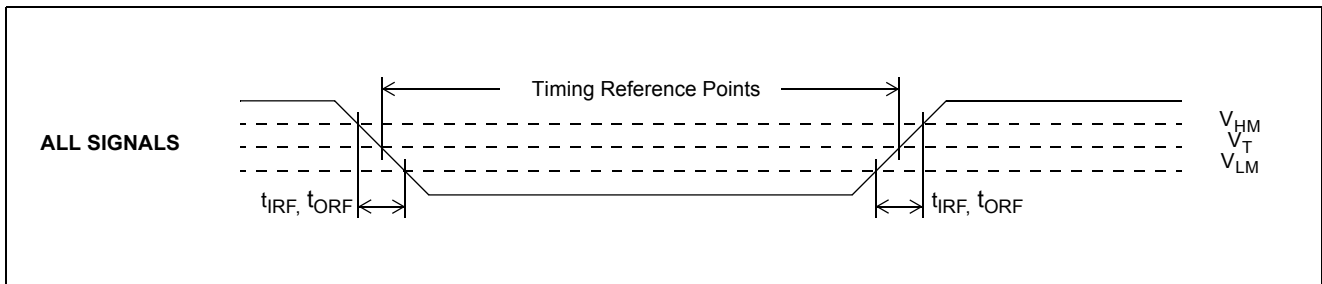 Timing Reference Points
ALL SIGNALS
V_HM
V_T
V_LM
t_IRF, t_ORF
t_IRF, t_ORF